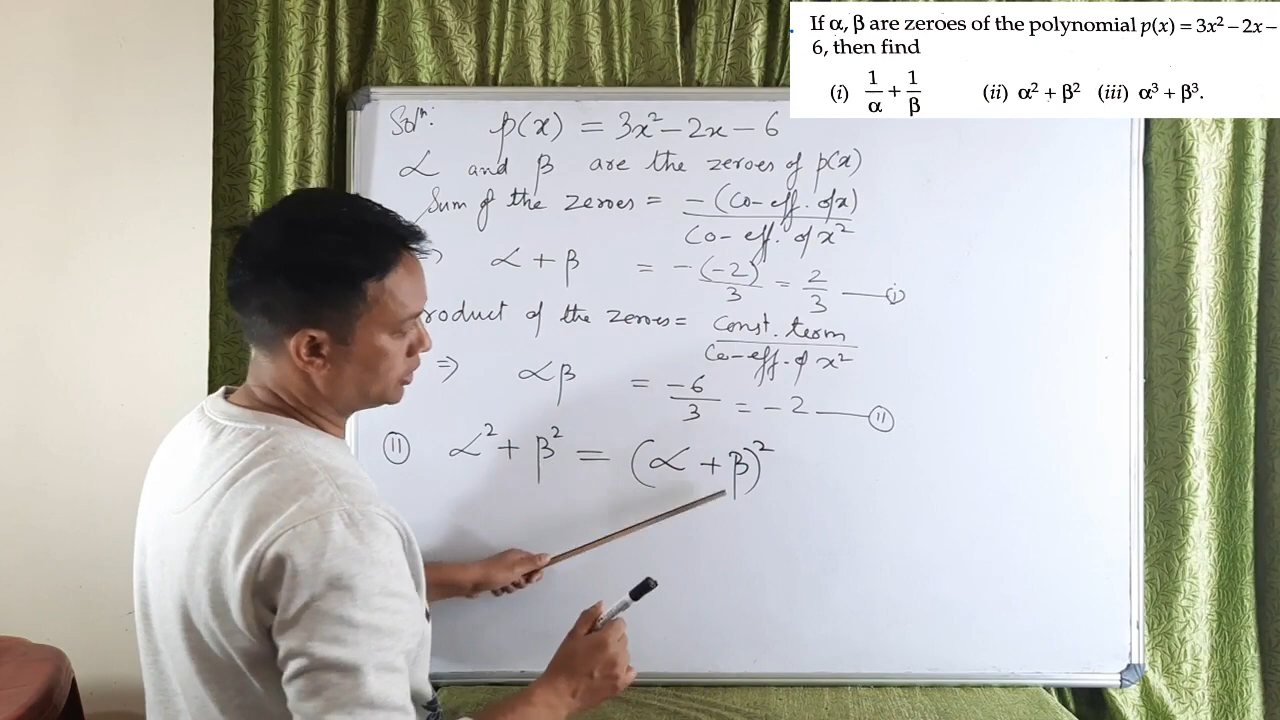 If α, β are zeroes of the polynomial p(x) = 3x² – 2x –
6, then find
(i) 1/α + 1/β (ii) α² + β² (iii) α³ + β³.
Solⁿ: p(x) = 3x² – 2x – 6
α and β are the zeroes of p(x)
Sum of the zeroes = –(Co-eff. of x) / Co-eff. of x²
⇒ α + β = –(–2)/3 = 2/3 —(i)
roduct of the zeroes = Const. term / Co-eff. of x²
⇒ αβ = –6/3 = –2 —(ii)
(ii) α² + β² = (α + β)²